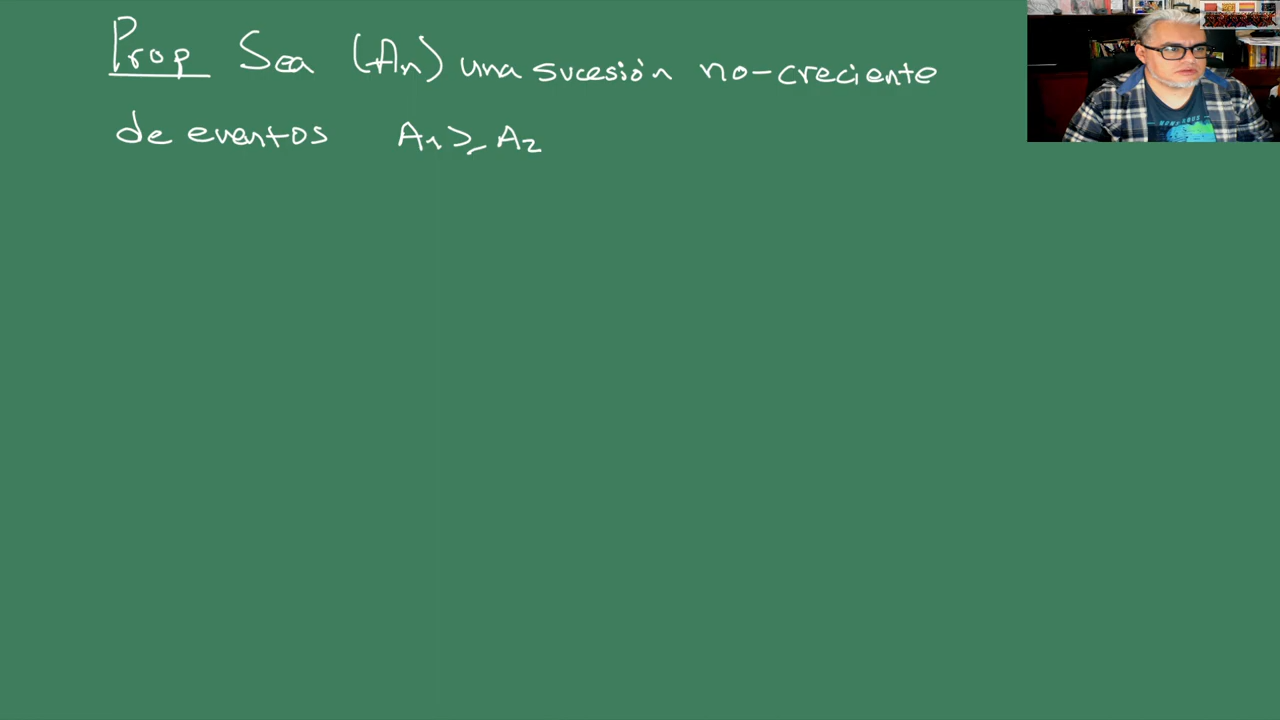 Prop Sea (An) una sucesión no-creciente
de eventos A₁ ≥ A₂